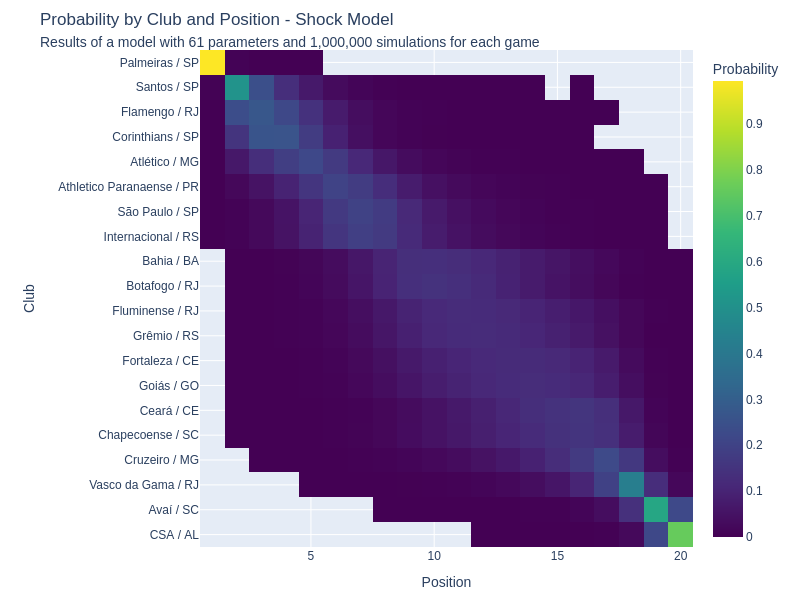 Probability by Club and Position - Shock Model
Results of a model with 61 parameters and 1,000,000 simulations for each game
Probability
Palmeiras / SP
Santos / SP
Flamengo / RJ
Corinthians / SP
Atlético / MG
Athletico Paranaense / PR
São Paulo / SP
Internacional / RS
Bahia / BA
Botafogo / RJ
Fluminense / RJ
Grêmio / RS
Fortaleza / CE
Goiás / GO
Ceará / CE
Chapecoense / SC
Cruzeiro / MG
Vasco da Gama / RJ
Avaí / SC
CSA / AL
Club
5
10
15
20
Position
0.9
0.8
0.7
0.6
0.5
0.4
0.3
0.2
0.1
0